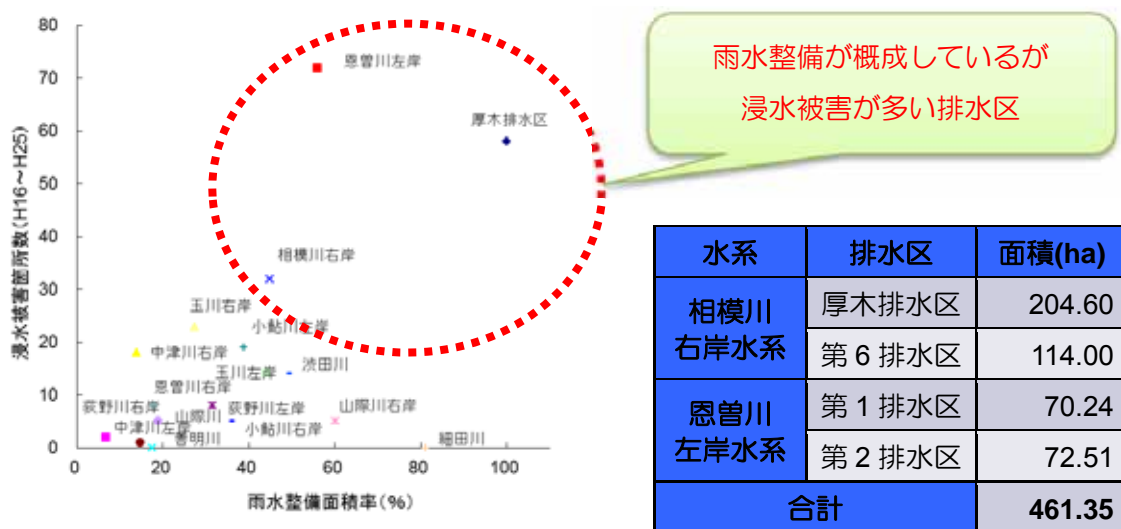 雨水整備が概成しているが
浸水被害が多い排水区
浸水被害箇所数(H16～H25)
80
70
60
50
40
30
20
10
0
0
20
40
60
80
100
雨水整備面積率(%)
恩曽川左岸
厚木排水区
相模川右岸
玉川右岸
小鮎川左岸
中津川右岸
玉川左岸
渋田川
恩曽川右岸
荻野川右岸
山際川
荻野川左岸
山際川右岸
中津川左岸
善明川
小鮎川右岸
細田川
水系 排水区 面積(ha)
相模川
右岸水系
厚木排水区 204.60
第6排水区 114.00
恩曽川
左岸水系
第1排水区 70.24
第2排水区 72.51
合計 461.35